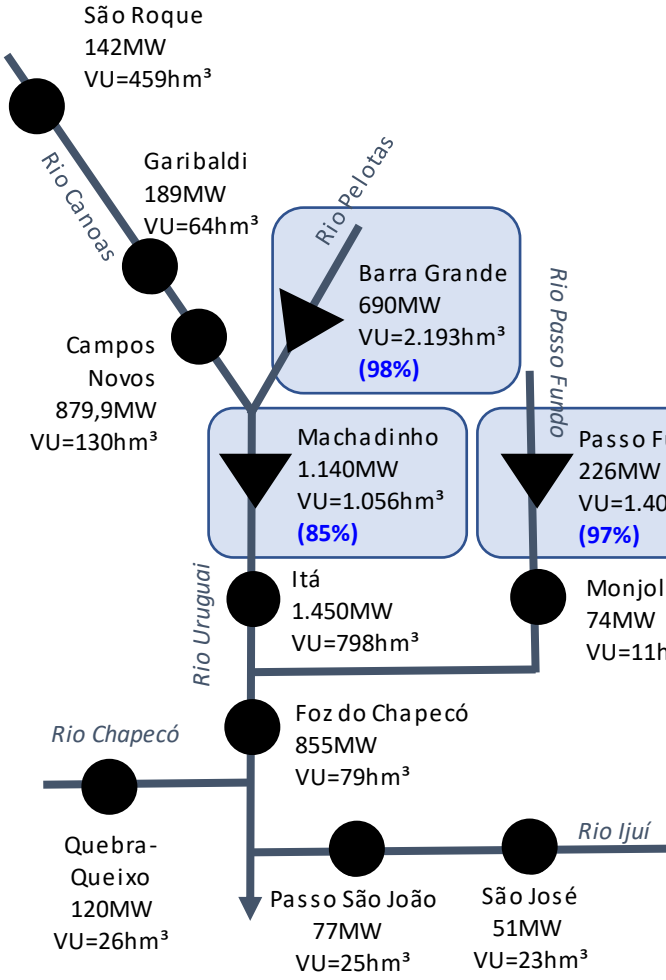 São Roque
142MW
VU=459hm³
Rio Canoas
Garibaldi
189MW
VU=64hm³
Rio Pelotas
Barra Grande
690MW
VU=2.193hm³
(98%)
Campos
Novos
879,9MW
VU=130hm³
Rio Passo Fundo
Machadinho
1.140MW
VU=1.056hm³
(85%)
Passo
226MW
(97%)
Rio Uruguai
Itá
1.450MW
VU=798hm³
74MW
Foz do Chapecó
855MW
VU=79hm³
Rio Chapecó
Quebra-
Queixo
120MW
VU=26hm³
Rio Ijuí
Passo São João
77MW
VU=25hm³
São José
51MW
VU=23hm³